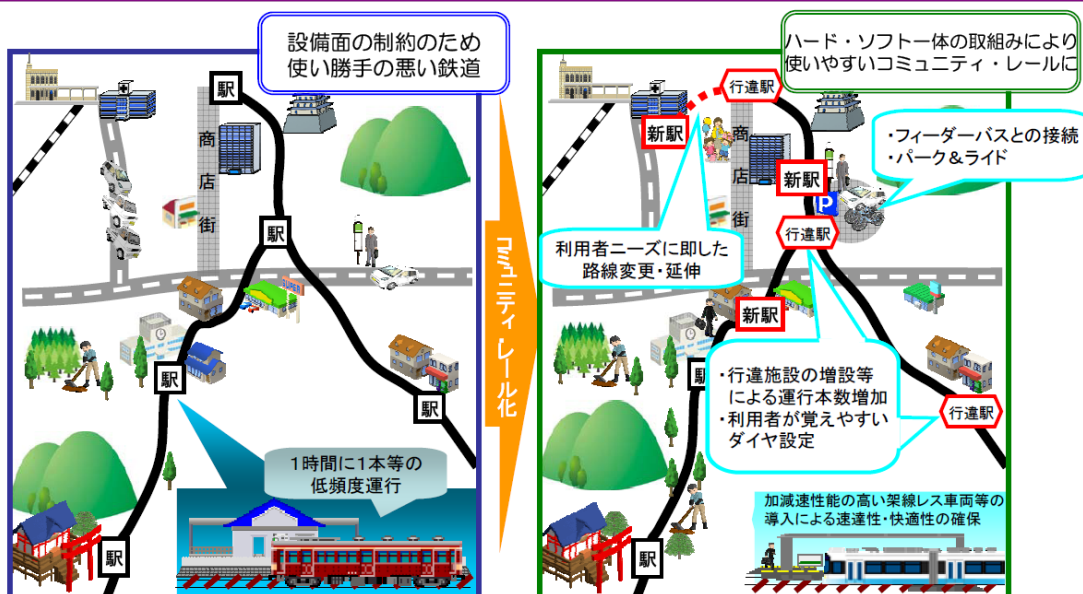 設備面の制約のため
使い勝手の悪い鉄道
駅
商店街
駅
SUPER
駅
駅
1時間に1本等の
低頻度運行
駅
コミュニティ・レール化
ハード・ソフト一体の取組みにより
使いやすいコミュニティ・レールに
行違駅
新駅
商店街
・フィーダーバスとの接続
・パーク&ライド
新駅
P
行違駅
利用者ニーズに即した
路線変更・延伸
新駅
駅
・行違施設の増設等
による運行本数増加
・利用者が覚えやすい
ダイヤ設定
行違駅
加減速性能の高い架線レス車両等の
導入による速達性・快適性の確保
駅